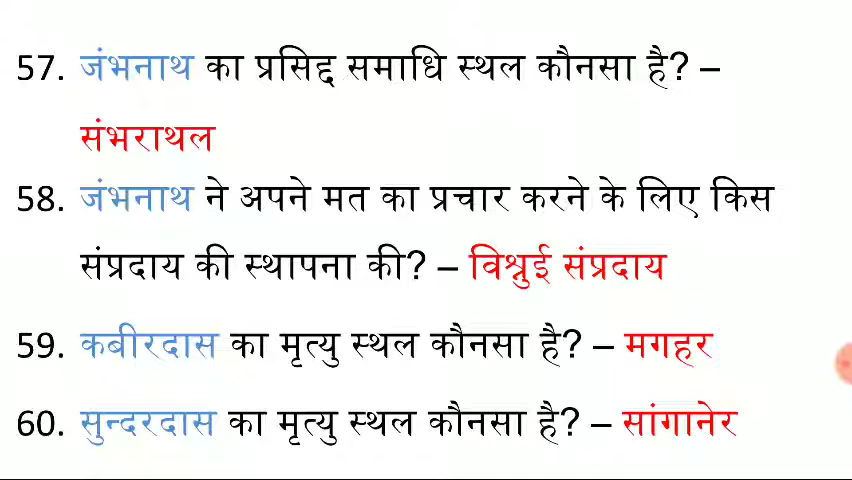 57. जंभनाथ का प्रसिद्द समाधि स्थल कौनसा है? –
संभराथल
58. जंभनाथ ने अपने मत का प्रचार करने के लिए किस
संप्रदाय की स्थापना की? – विश्नुई संप्रदाय
59. कबीरदास का मृत्यु स्थल कौनसा है? – मगहर
60. सुन्दरदास का मृत्यु स्थल कौनसा है? – सांगानेर